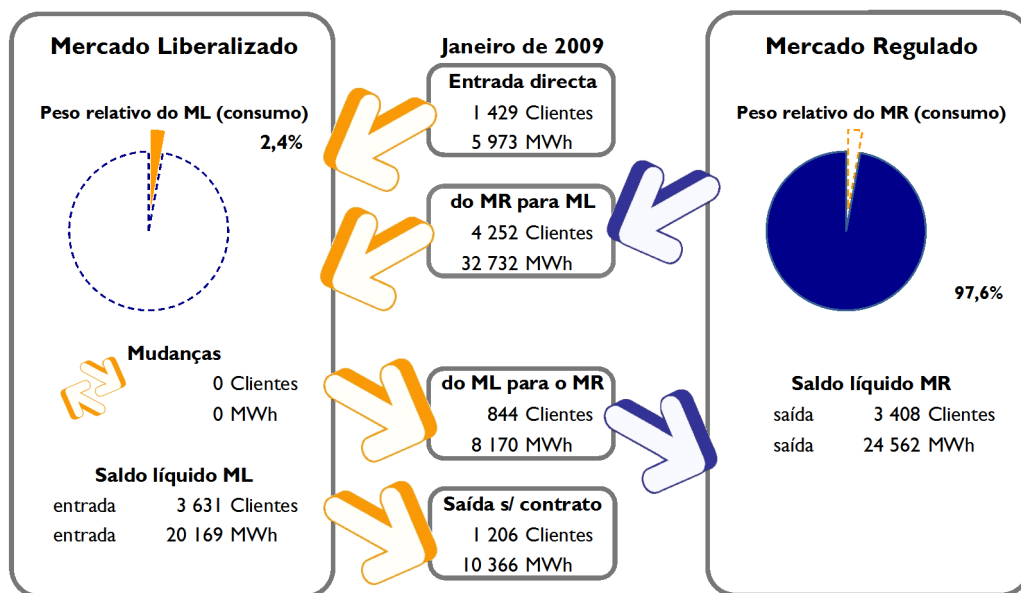 Mercado Liberalizado
Peso relativo do ML (consumo)
2,4%
Mudanças
0 Clientes
0 MWh
Saldo líquido ML
entrada 3 631 Clientes
entrada 20 169 MWh
Janeiro de 2009
Entrada directa
1 429 Clientes
5 973 MWh
do MR para ML
4 252 Clientes
32 732 MWh
do ML para o MR
844 Clientes
8 170 MWh
Saída s/ contrato
1 206 Clientes
10 366 MWh
Mercado Regulado
Peso relativo do MR (consumo)
97,6%
Saldo líquido MR
saída 3 408 Clientes
saída 24 562 MWh